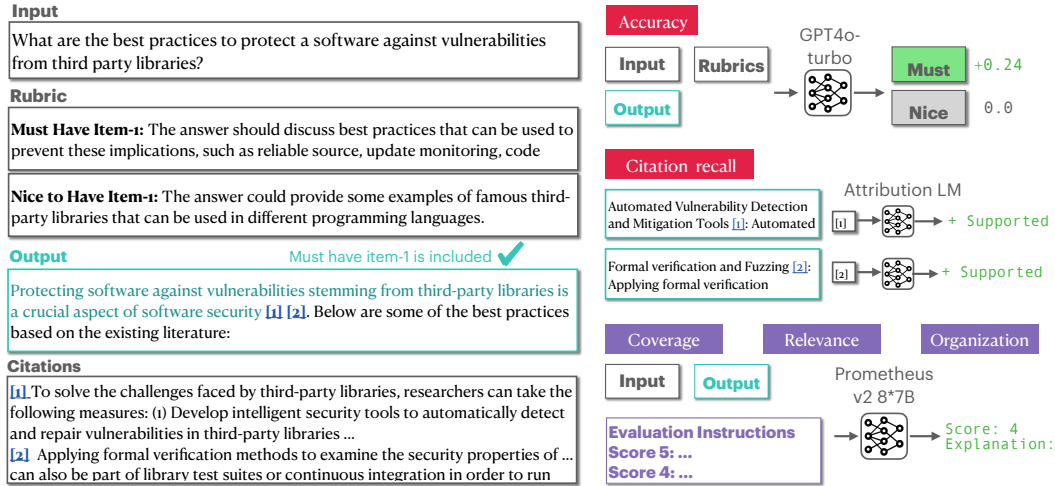 Input
What are the best practices to protect a software against vulnerabilities
from third party libraries?
Rubric
Must Have Item-1: The answer should discuss best practices that can be used to
prevent these implications, such as reliable source, update monitoring, code
Nice to Have Item-1: The answer could provide some examples of famous third-
party libraries that can be used in different programming languages.
Output
Must have item-1 is included
Protecting software against vulnerabilities stemming from third-party libraries is
a crucial aspect of software security [1] [2]. Below are some of the best practices
based on the existing literature:
Citations
[1] To solve the challenges faced by third-party libraries, researchers can take the
following measures: (1) Develop intelligent security tools to automatically detect
and repair vulnerabilities in third-party libraries ...
[2] Applying formal verification methods to examine the security properties of ...
can also be part of library test suites or continuous integration in order to run
Accuracy
Input
Rubrics
Output
GPT4o-
turbo
Must
+0.24
Nice
0.0
Citation recall
Attribution LM
Automated Vulnerability Detection
and Mitigation Tools [1]: Automated
[1]
+ Supported
Formal verification and Fuzzing [2]:
Applying formal verification
[2]
+ Supported
Coverage
Relevance
Organization
Input
Output
Prometheus
v2 8*7B
Evaluation Instructions
Score 5: ...
Score 4: ...
Score: 4
Explanation: